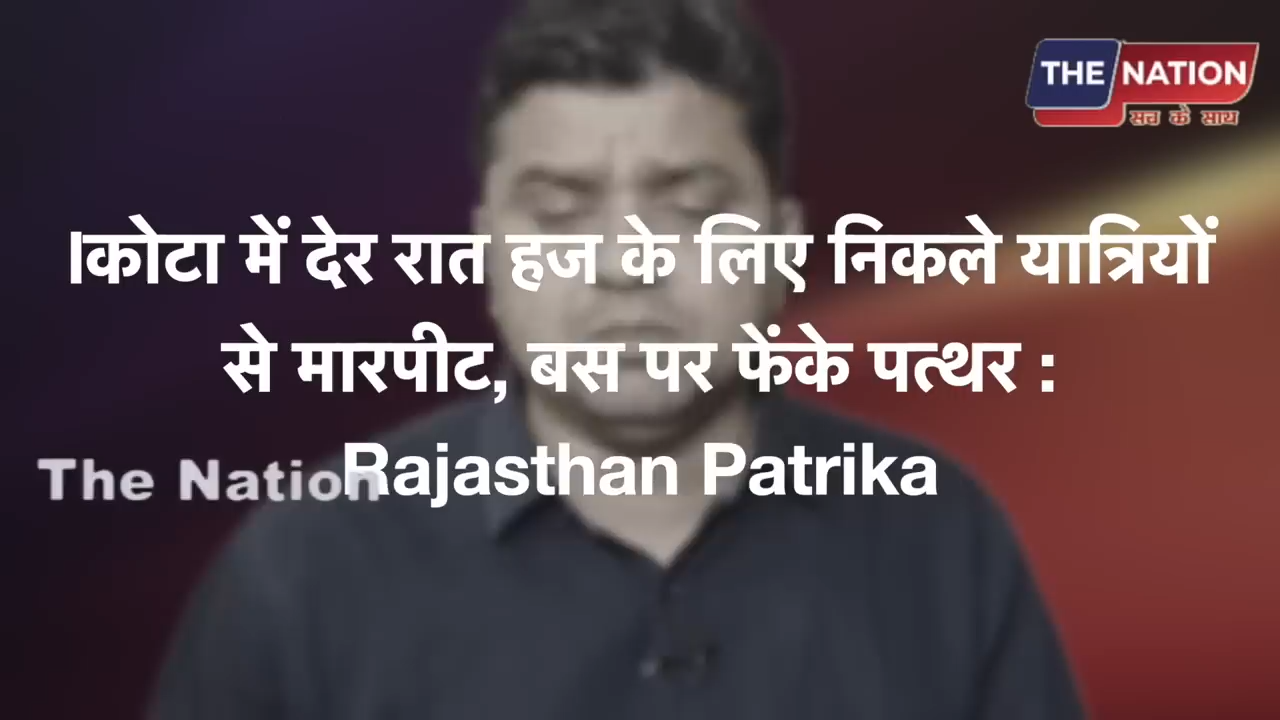 THE NATION
सच के साथ
।कोटा में देर रात हज के लिए निकले यात्रियों
से मारपीट, बस पर फेंके पत्थर :
Rajasthan Patrika
The Nation